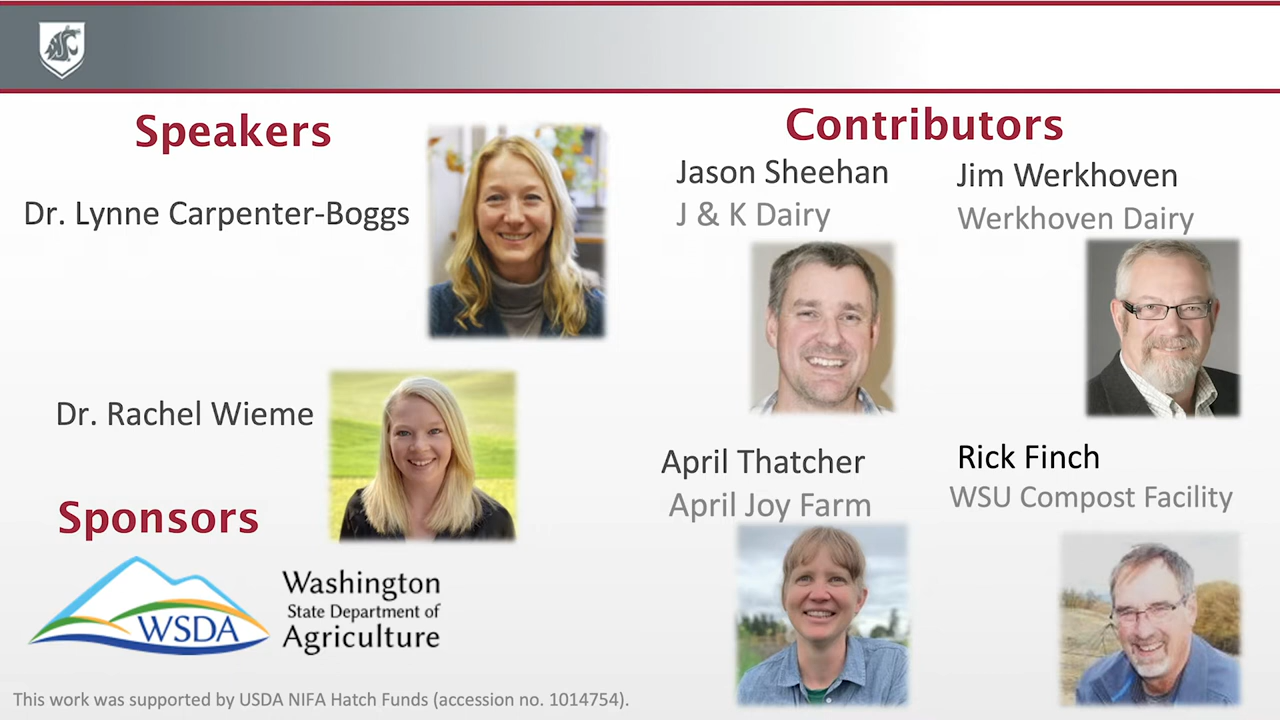 Speakers
Dr. Lynne Carpenter-Boggs
Dr. Rachel Wieme
Sponsors
WSDA
Washington
State Department of
Agriculture
Contributors
Jason Sheehan
J & K Dairy
Jim Werkhoven
Werkhoven Dairy
April Thatcher
April Joy Farm
Rick Finch
WSU Compost Facility
This work was supported by USDA NIFA Hatch Funds (accession no. 1014754).